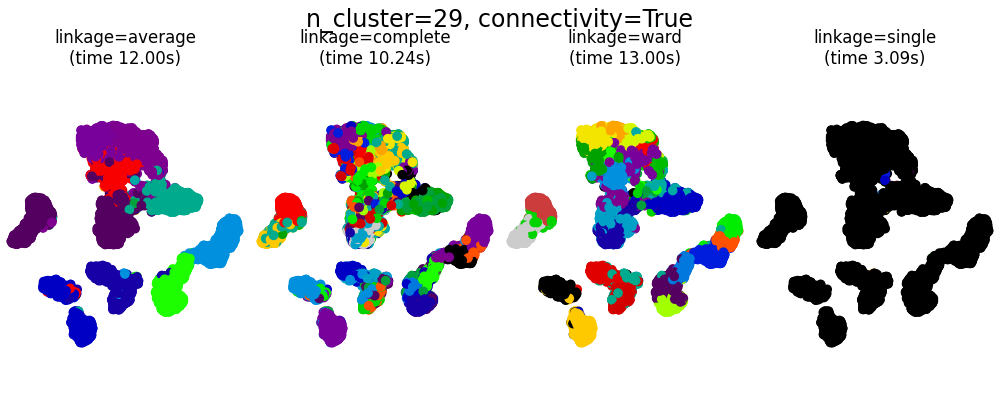 n_cluster=29, connectivity=True
linkage=average
(time 12.00s)
linkage=complete
(time 10.24s)
linkage=ward
(time 13.00s)
linkage=single
(time 3.09s)